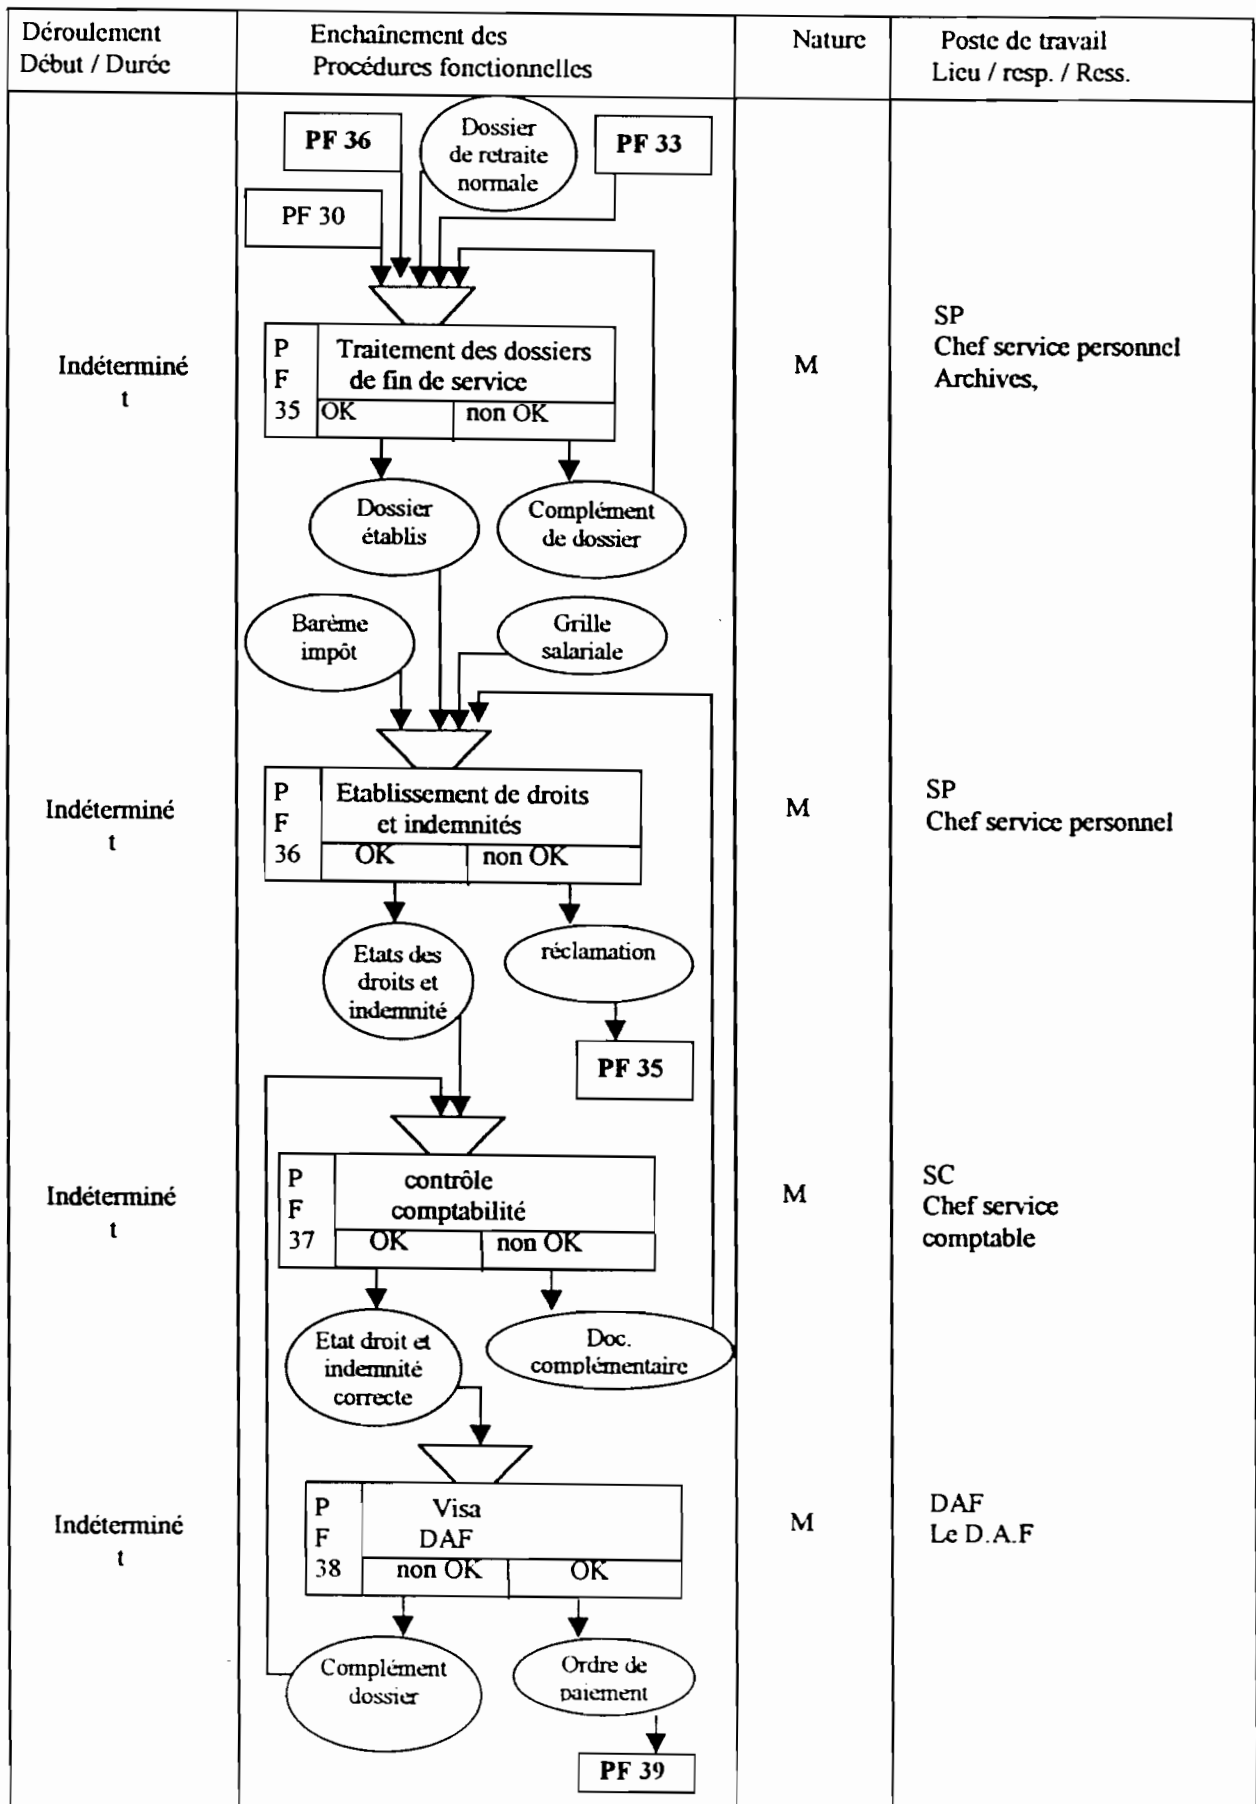 Déroulement
Début / Durée
Enchaînement des
Procédures fonctionnelles
Nature
Poste de travail
Lieu / resp. / Ress.
PF 36
Dossier
de retraite
normale
PF 33
PF 30
Indéterminé
t
P
F
35
Traitement des dossiers
de fin de service
OK
non OK
M
SP
Chef service personnel
Archives,
Dossier
établis
Complément
de dossier
Barème
impôt
Grille
salariale
Indéterminé
t
P
F
36
Etablissement de droits
et indemnités
OK
non OK
M
SP
Chef service personnel
Etats des
droits et
indemnité
réclamation
PF 35
Indéterminé
t
P
F
37
contrôle
comptabilité
OK
non OK
M
SC
Chef service
comptable
Etat droit et
indemnité
correcte
Doc.
complémentaire
Indéterminé
t
P
F
38
Visa
DAF
non OK
OK
M
DAF
Le D.A.F
Complément
dossier
Ordre de
paiement
PF 39